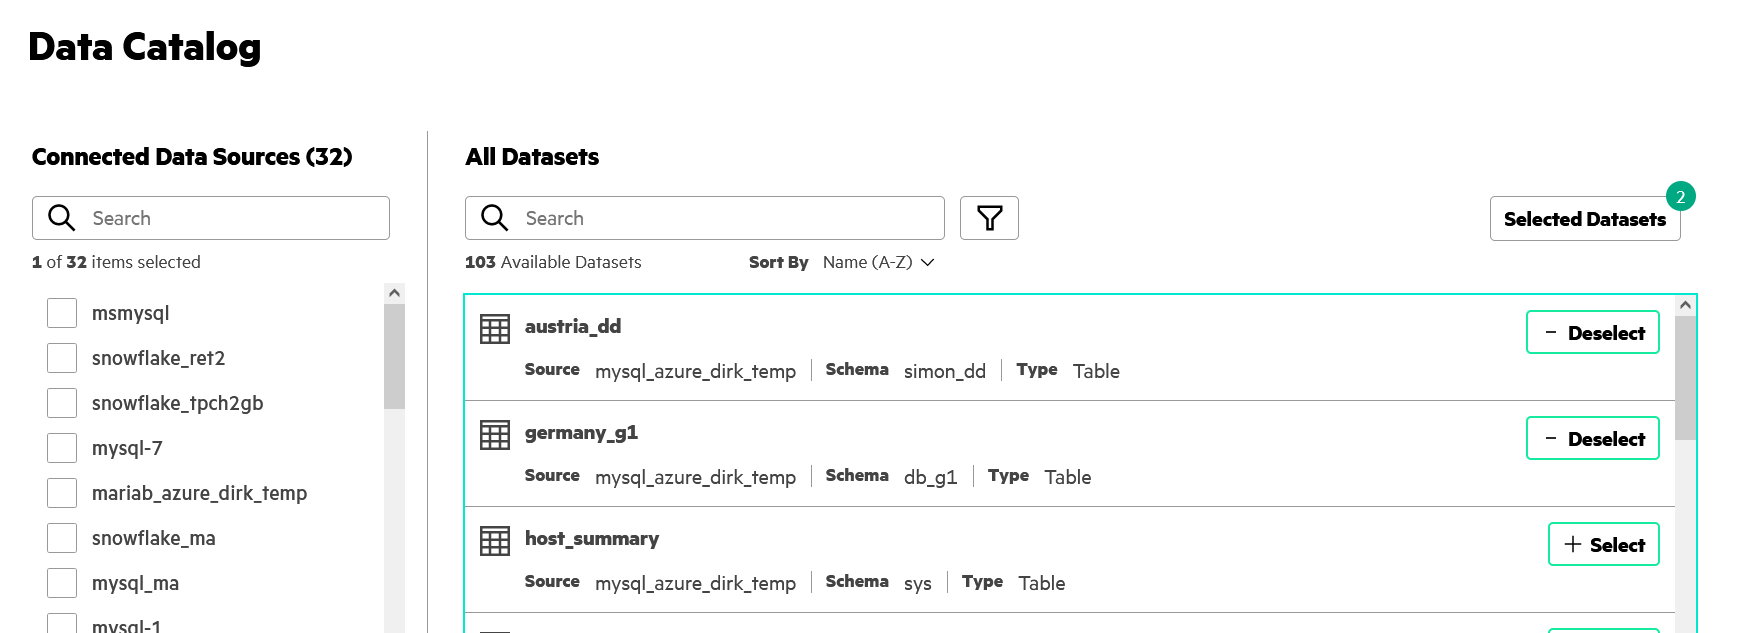 Data Catalog
Connected Data Sources (32)
Search
1 of 32 items selected
msmysql
snowflake_ret2
snowflake_tpch2gb
mysql-7
mariab_azure_dirk_temp
snowflake_ma
mysql_ma
mysql-1
All Datasets
Search
Selected Datasets 2
103 Available Datasets Sort By Name (A-Z)
austria_dd
Deselect
Source mysql_azure_dirk_temp Schema simon_dd Type Table
germany_g1
Deselect
Source mysql_azure_dirk_temp Schema db_g1 Type Table
host_summary
Select
Source mysql_azure_dirk_temp Schema sys Type Table